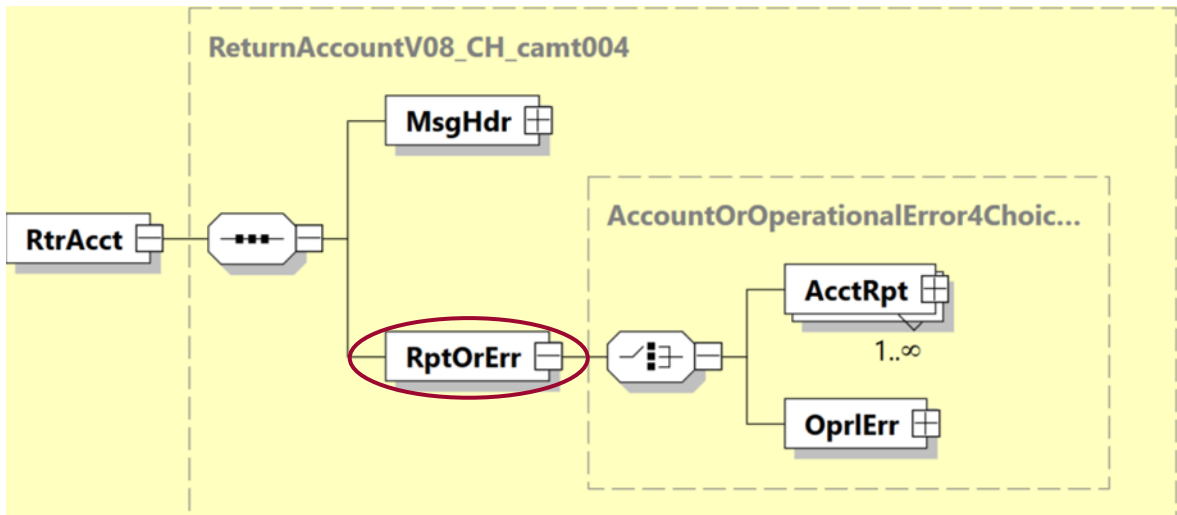 ReturnAccountV08_CH_camt004
MsgHdr
AccountOrOperationalError4Choic...
RtrAcct
AcctRpt
1..∞
RptOrErr
OprlErr